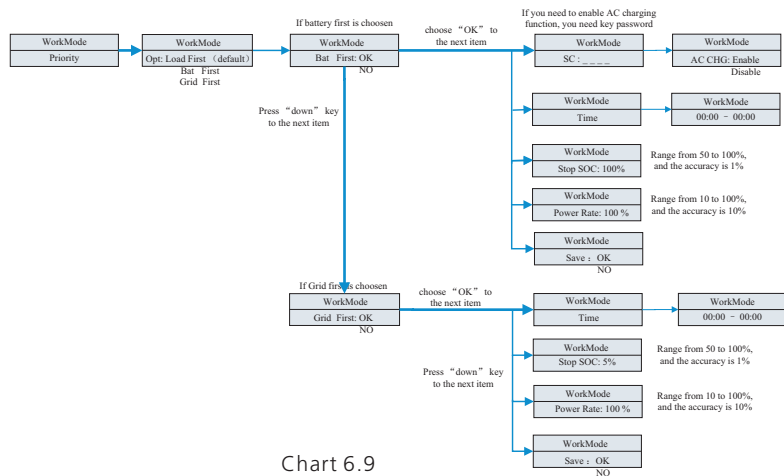 If you need to enable AC charging
function, you need key password
If battery first is choosen
choose “OK” to
the next item
WorkMode
Priority
WorkMode
Opt: Load First （default）
Bat First
Grid First
WorkMode
Bat First: OK
NO
WorkMode
SC : _ _ _ _
WorkMode
AC CHG: Enable
Disable
Press “down” key
to the next item
WorkMode
Time
WorkMode
00:00 - 00:00
WorkMode
Stop SOC: 100%
Range from 50 to 100%,
and the accuracy is 1%
WorkMode
Power Rate: 100 %
Range from 10 to 100%,
and the accuracy is 10%
WorkMode
Save： OK
NO
If Grid first is choosen
choose “OK” to
the next item
WorkMode
Grid First: OK
NO
WorkMode
Time
WorkMode
00:00 - 00:00
Press “down” key
to the next item
WorkMode
Stop SOC: 5%
Range from 50 to 100%,
and the accuracy is 1%
WorkMode
Power Rate: 100 %
Range from 10 to 100%,
and the accuracy is 10%
WorkMode
Save： OK
NO
Chart 6.9